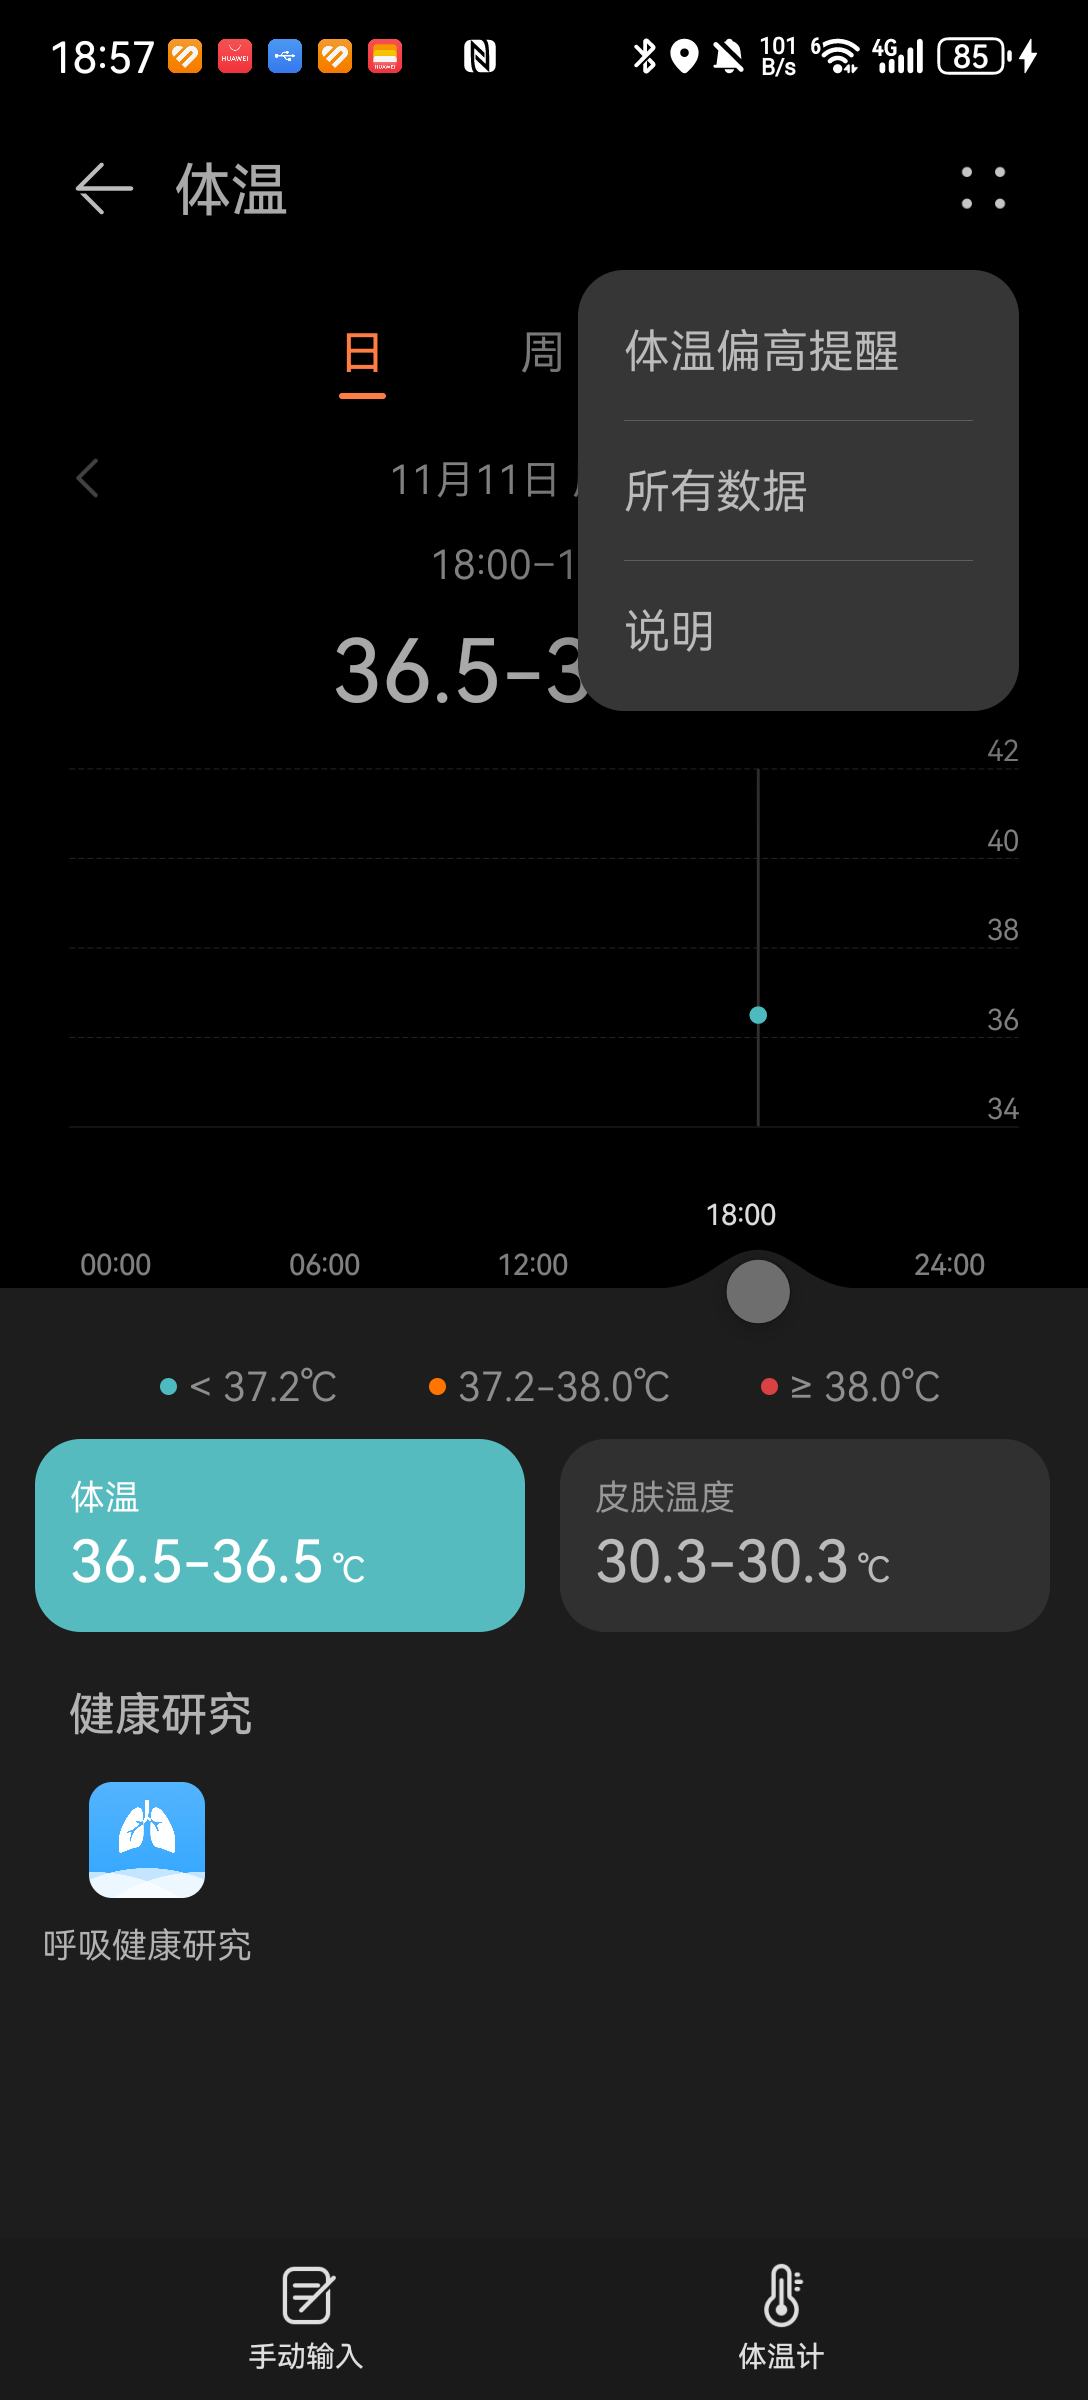 18:57
HUAWEI
HUAWEI
101 B/s
6
4G
85
体温
体温偏高提醒
所有数据
说明
日
周
11月11日
18:00-1
36.5-3
42
40
38
36
34
18:00
00:00
06:00
12:00
24:00
< 37.2℃
37.2-38.0℃
≥ 38.0℃
体温
36.5-36.5 ℃
皮肤温度
30.3-30.3 ℃
健康研究
呼吸健康研究
手动输入
体温计